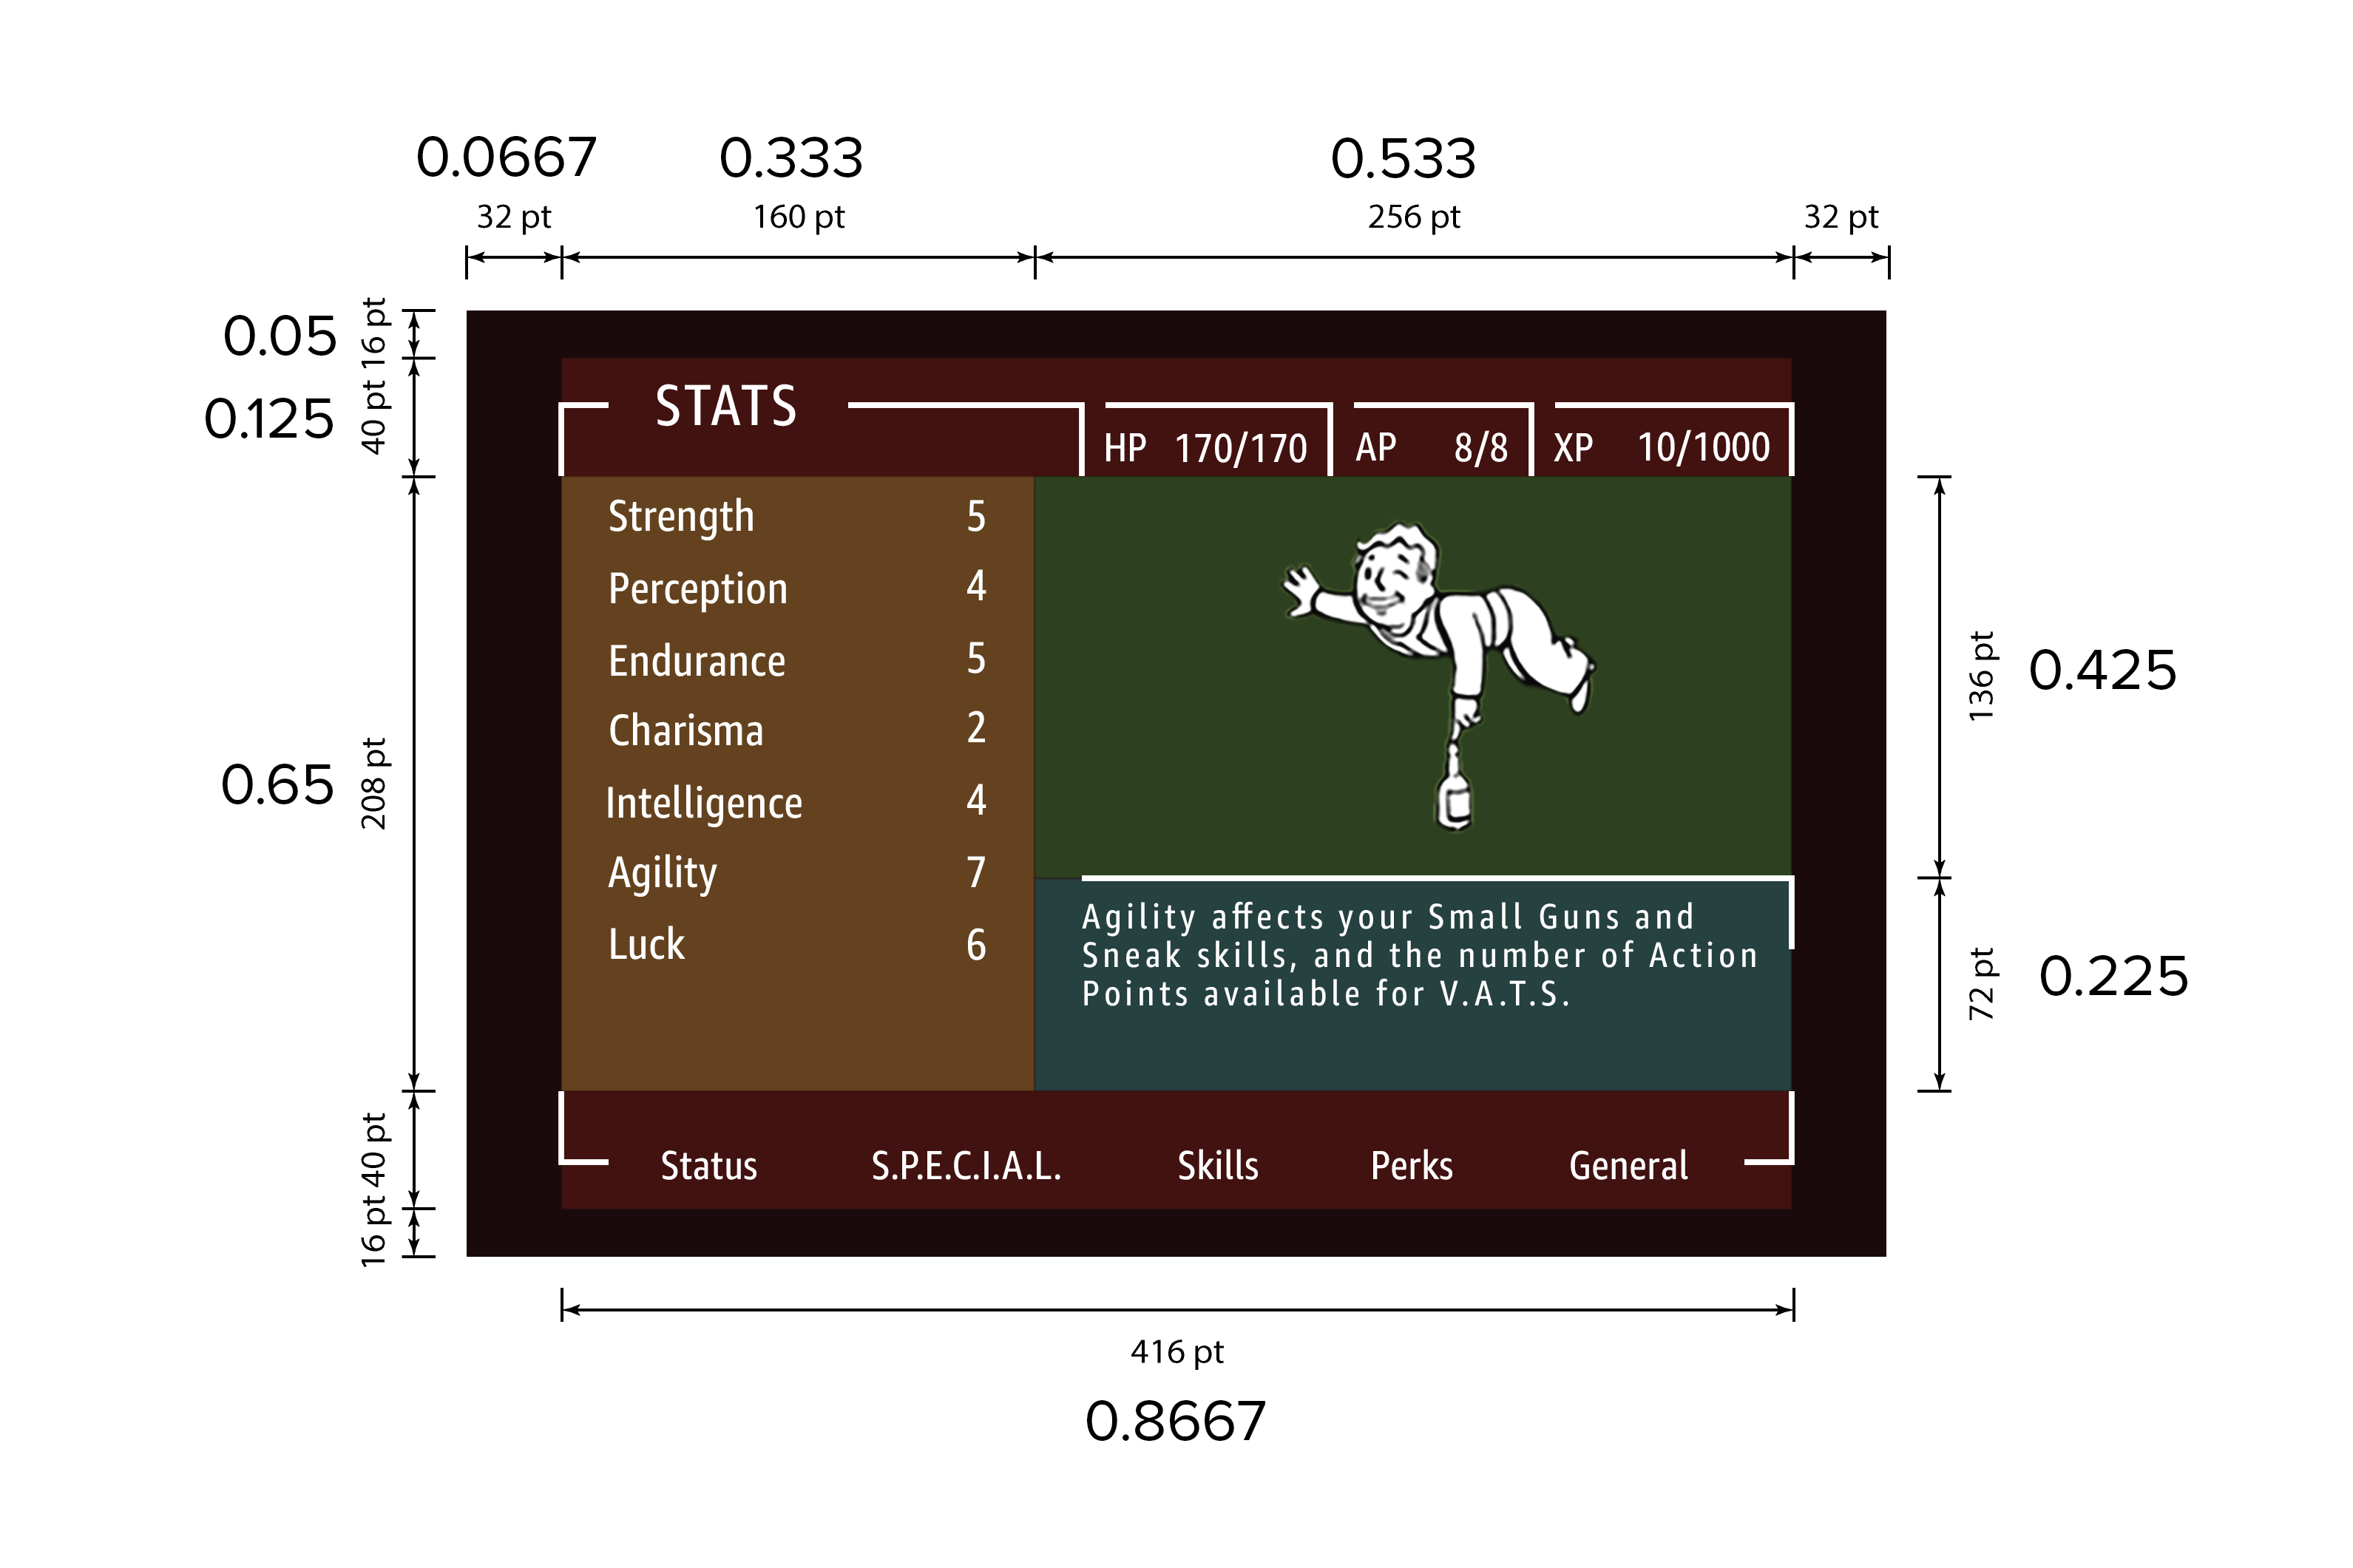 0.0667 0.333 0.533
32 pt 160 pt 256 pt 32 pt
0.05 16 pt
0.125 40 pt
STATS
HP 170/170 AP 8/8 XP 10/1000
Strength 5
Perception 4
Endurance 5
Charisma 2
Intelligence 4
Agility 7
Luck 6
0.65 208 pt
136 pt 0.425
Agility affects your Small Guns and
Sneak skills, and the number of Action
Points available for V.A.T.S.
72 pt 0.225
40 pt
Status S.P.E.C.I.A.L. Skills Perks General
16 pt
416 pt
0.8667